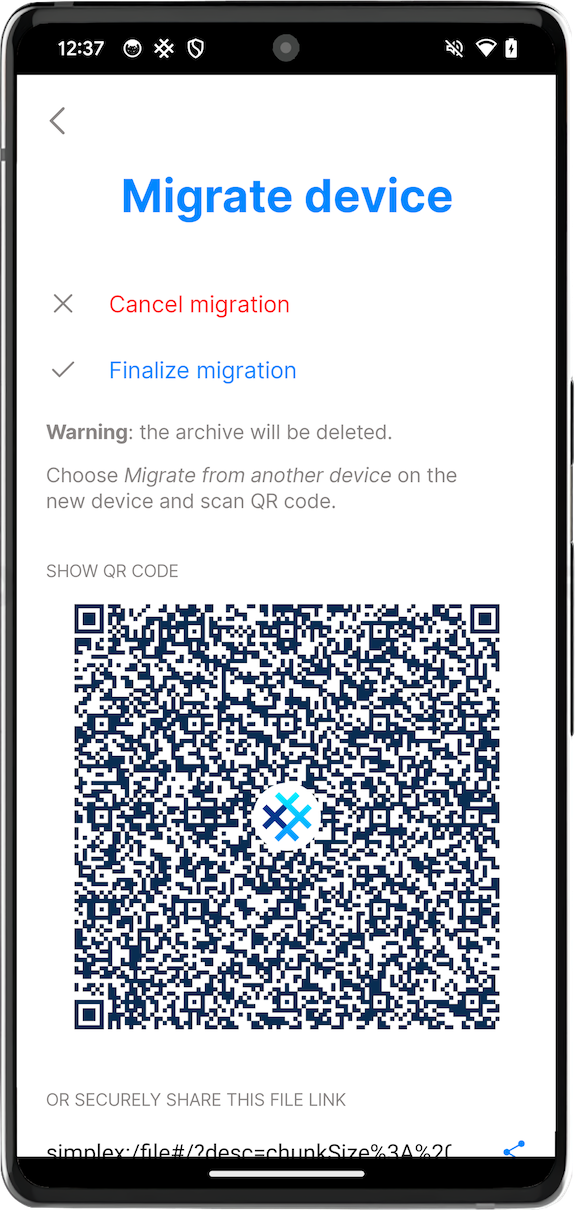 12:37
Migrate device
Cancel migration
Finalize migration
Warning: the archive will be deleted.
Choose Migrate from another device on the
new device and scan QR code.
SHOW QR CODE
OR SECURELY SHARE THIS FILE LINK
simplex:/file#/?desc=chunkSize%3A%20